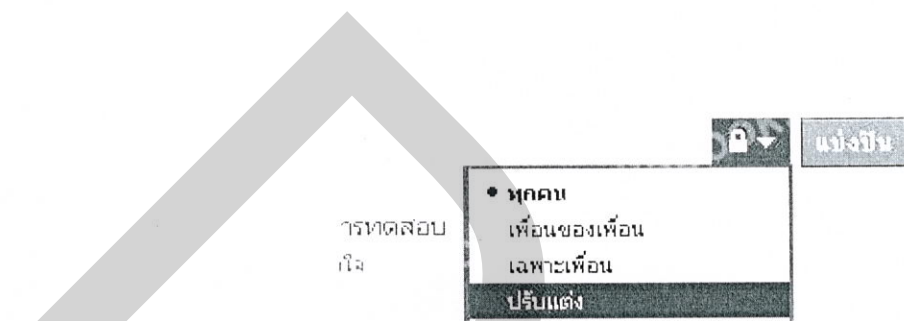 แบ่งปัน
ทุกคน
ารทดสอบ
เพื่อนของเพื่อน
เฉพาะเพื่อน
ปรับแต่ง